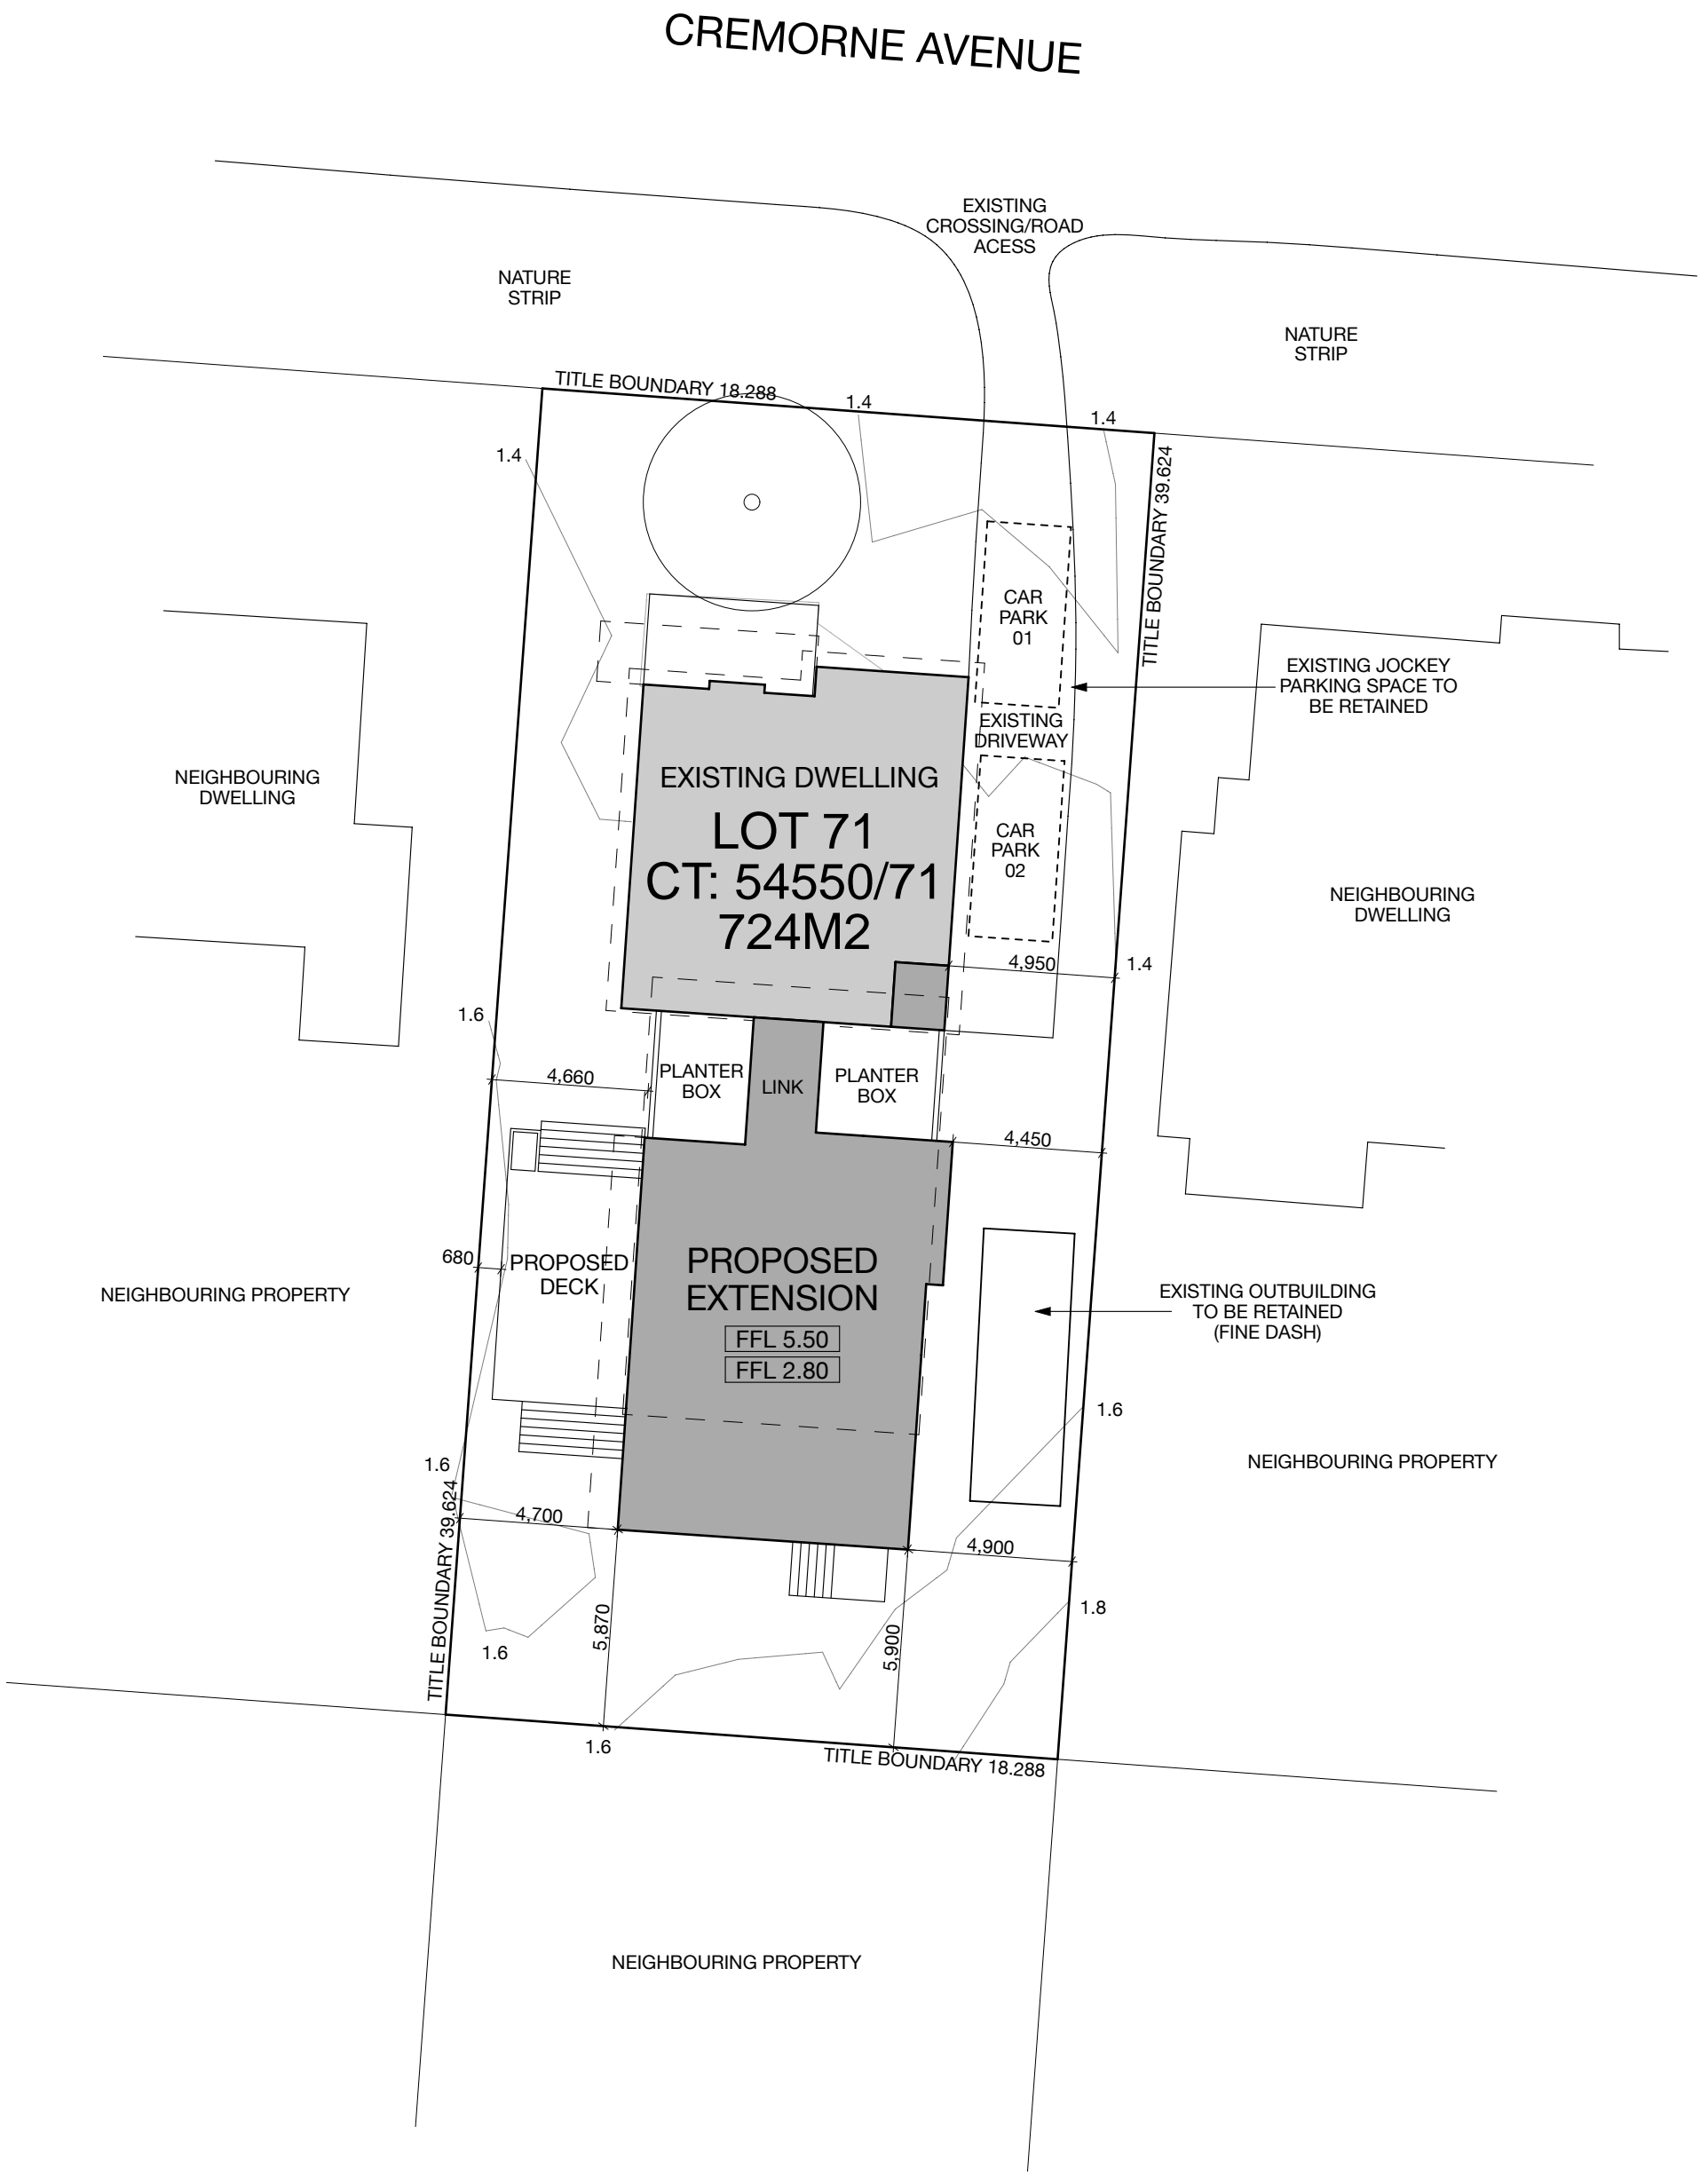 CREMORNE AVENUE
EXISTING
CROSSING/ROAD
ACESS
NATURE
STRIP
NATURE
STRIP
TITLE BOUNDARY 18.288
1.4
1.4
1.4
TITLE BOUNDARY 39.624
CAR
PARK
01
EXISTING JOCKEY
PARKING SPACE TO
BE RETAINED
EXISTING
DRIVEWAY
NEIGHBOURING
DWELLING
EXISTING DWELLING
LOT 71
CT: 54550/71
724M2
CAR
PARK
02
NEIGHBOURING
DWELLING
4,950
1.4
1.6
4,660
PLANTER
BOX
LINK
PLANTER
BOX
4,450
680
PROPOSED
DECK
PROPOSED
EXTENSION
FFL 5.50
FFL 2.80
NEIGHBOURING PROPERTY
EXISTING OUTBUILDING
TO BE RETAINED
(FINE DASH)
1.6
NEIGHBOURING PROPERTY
1.6
TITLE BOUNDARY 39.624
4,700
4,900
5,870
5,900
1.8
1.6
1.6
TITLE BOUNDARY 18.288
NEIGHBOURING PROPERTY